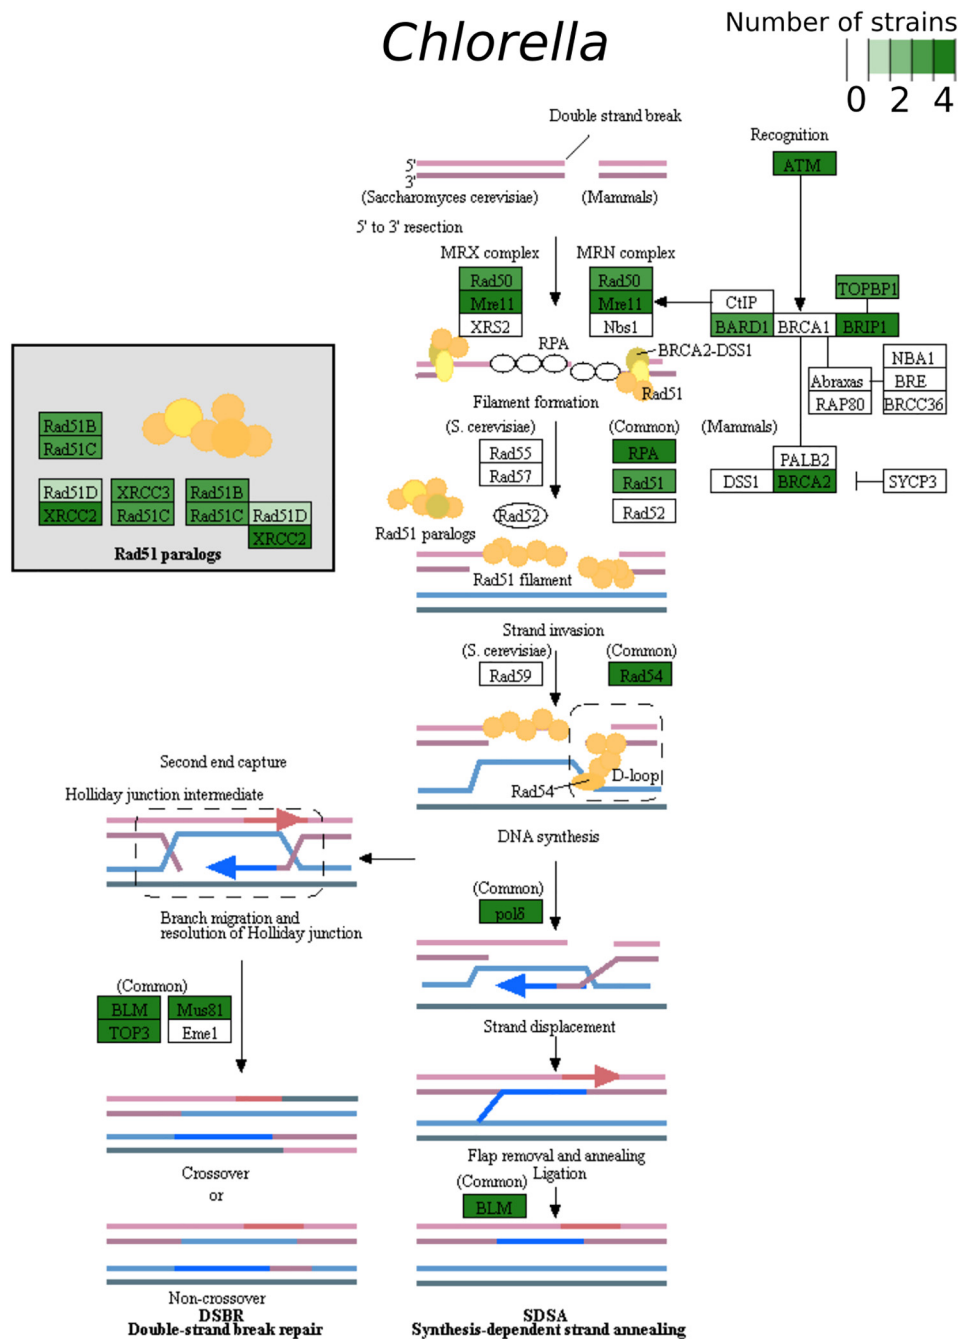 Chlorella
Number of strains
0 2 4
Double strand break
Recognition
ATM
5'
3'
(Saccharomyces cerevisiae)
(Mammals)
5' to 3' resection
MRX complex
MRN complex
Rad50
Mre11
XRS2
Rad50
Mre11
Nbs1
CtIP
BARD1
BRCA1
TOPBP1
BRIP1
RPA
BRCA2-DSS1
Rad51
Abraxas
RAP80
NBA1
BRE
BRCC36
Filament formation
(S. cerevisiae)
(Common)
(Mammals)
Rad55
Rad57
RPA
Rad51
Rad52
Rad52
PALB2
DSS1
BRCA2
SYCP3
Rad51B
Rad51C
Rad51D
XRCC2
XRCC3
Rad51C
Rad51B
Rad51C
Rad51D
XRCC2
Rad51 paralogs
Rad51 paralogs
Rad51 filament
Strand invasion
(S. cerevisiae)
(Common)
Rad59
Rad54
D-loop
Rad54
Second end capture
Holliday junction intermediate
DNA synthesis
Branch migration and
resolution of Holliday junction
(Common)
polδ
(Common)
BLM
TOP3
Mus81
Eme1
Strand displacement
Flap removal and annealing
Ligation
(Common)
BLM
Crossover
or
Non-crossover
DSBR
Double-strand break repair
SDSA
Synthesis-dependent strand annealing